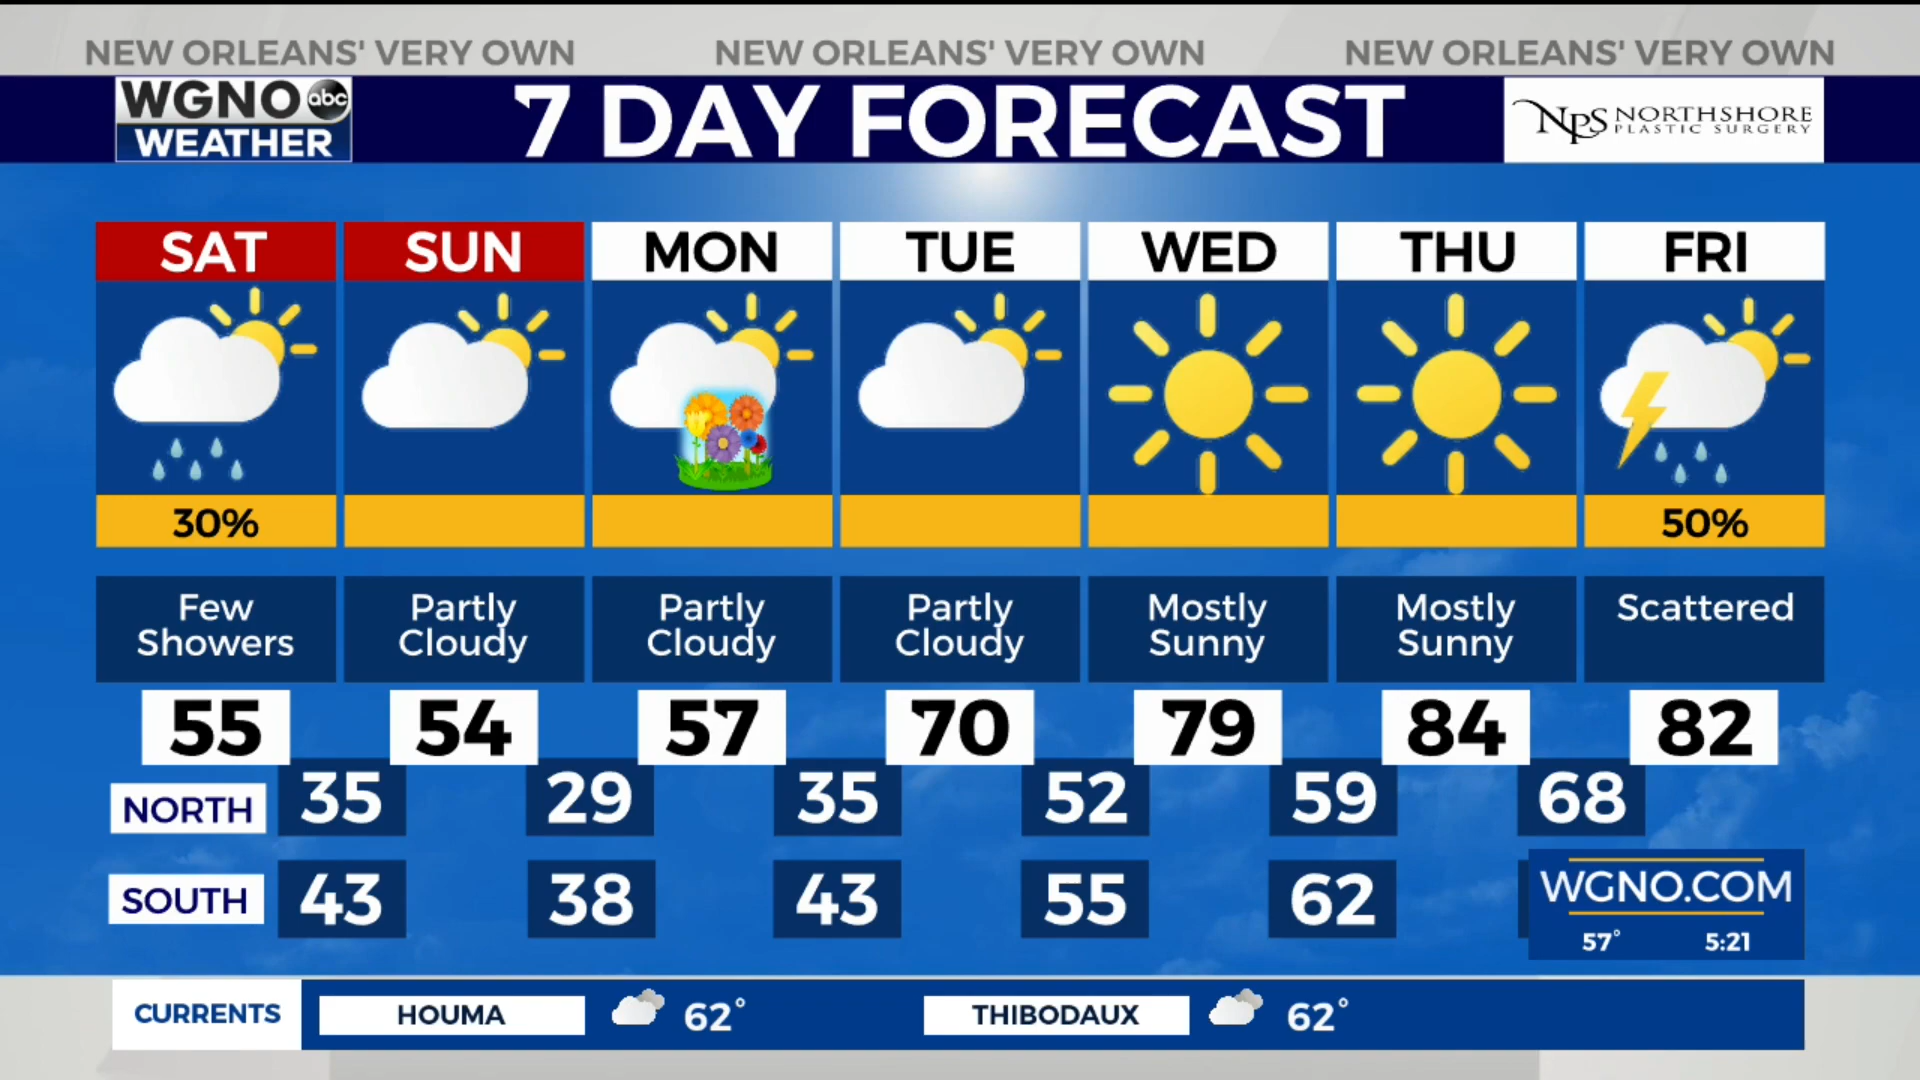 NEW ORLEANS' VERY OWN NEW ORLEANS' VERY OWN NEW ORLEANS' VERY OWN
WGNO abc
WEATHER
7 DAY FORECAST
NPS NORTHSHORE
PLASTIC SURGERY
SAT SUN MON TUE WED THU FRI
30% 50%
Few Showers
Partly Cloudy
Partly Cloudy
Partly Cloudy
Mostly Sunny
Mostly Sunny
Scattered
55 54 57 70 79 84 82
NORTH 35 29 35 52 59 68
SOUTH 43 38 43 55 62
WGNO.COM
57° 5:21
CURRENTS HOUMA 62° THIBODAUX 62°